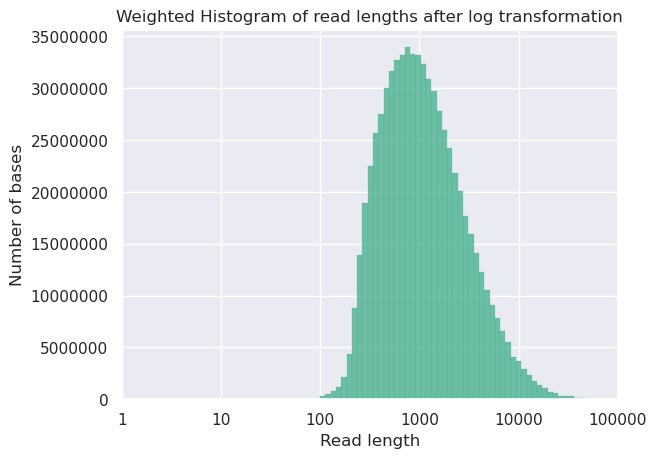 Weighted Histogram of read lengths after log transformation
35000000
30000000
25000000
20000000
15000000
10000000
5000000
0
Number of bases
1 10 100 1000 10000 100000
Read length